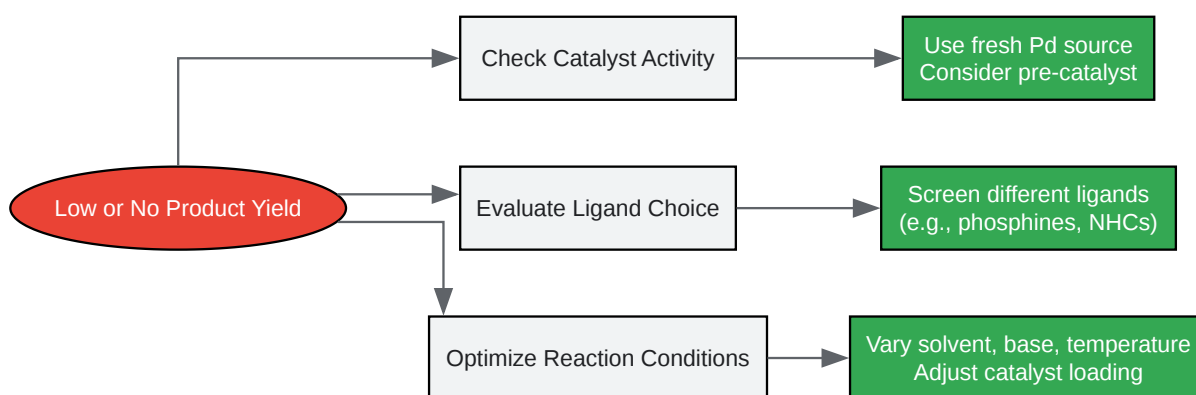 Check Catalyst Activity
Use fresh Pd source
Consider pre-catalyst
Low or No Product Yield
Evaluate Ligand Choice
Screen different ligands
(e.g., phosphines, NHCs)
Optimize Reaction Conditions
Vary solvent, base, temperature
Adjust catalyst loading